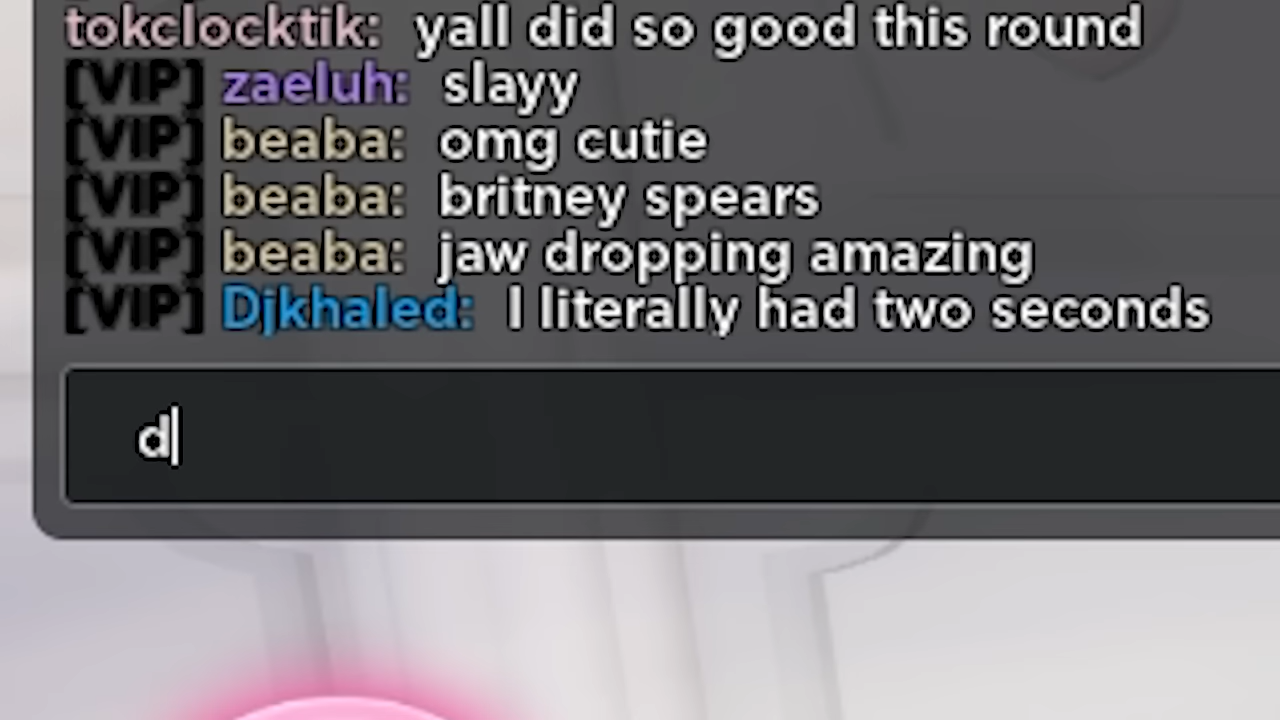 tokclocktik: yall did so good this round
[VIP] zaeluh: slayy
[VIP] beaba: omg cutie
[VIP] beaba: britney spears
[VIP] beaba: jaw dropping amazing
[VIP] Djkhaled: I literally had two seconds
d